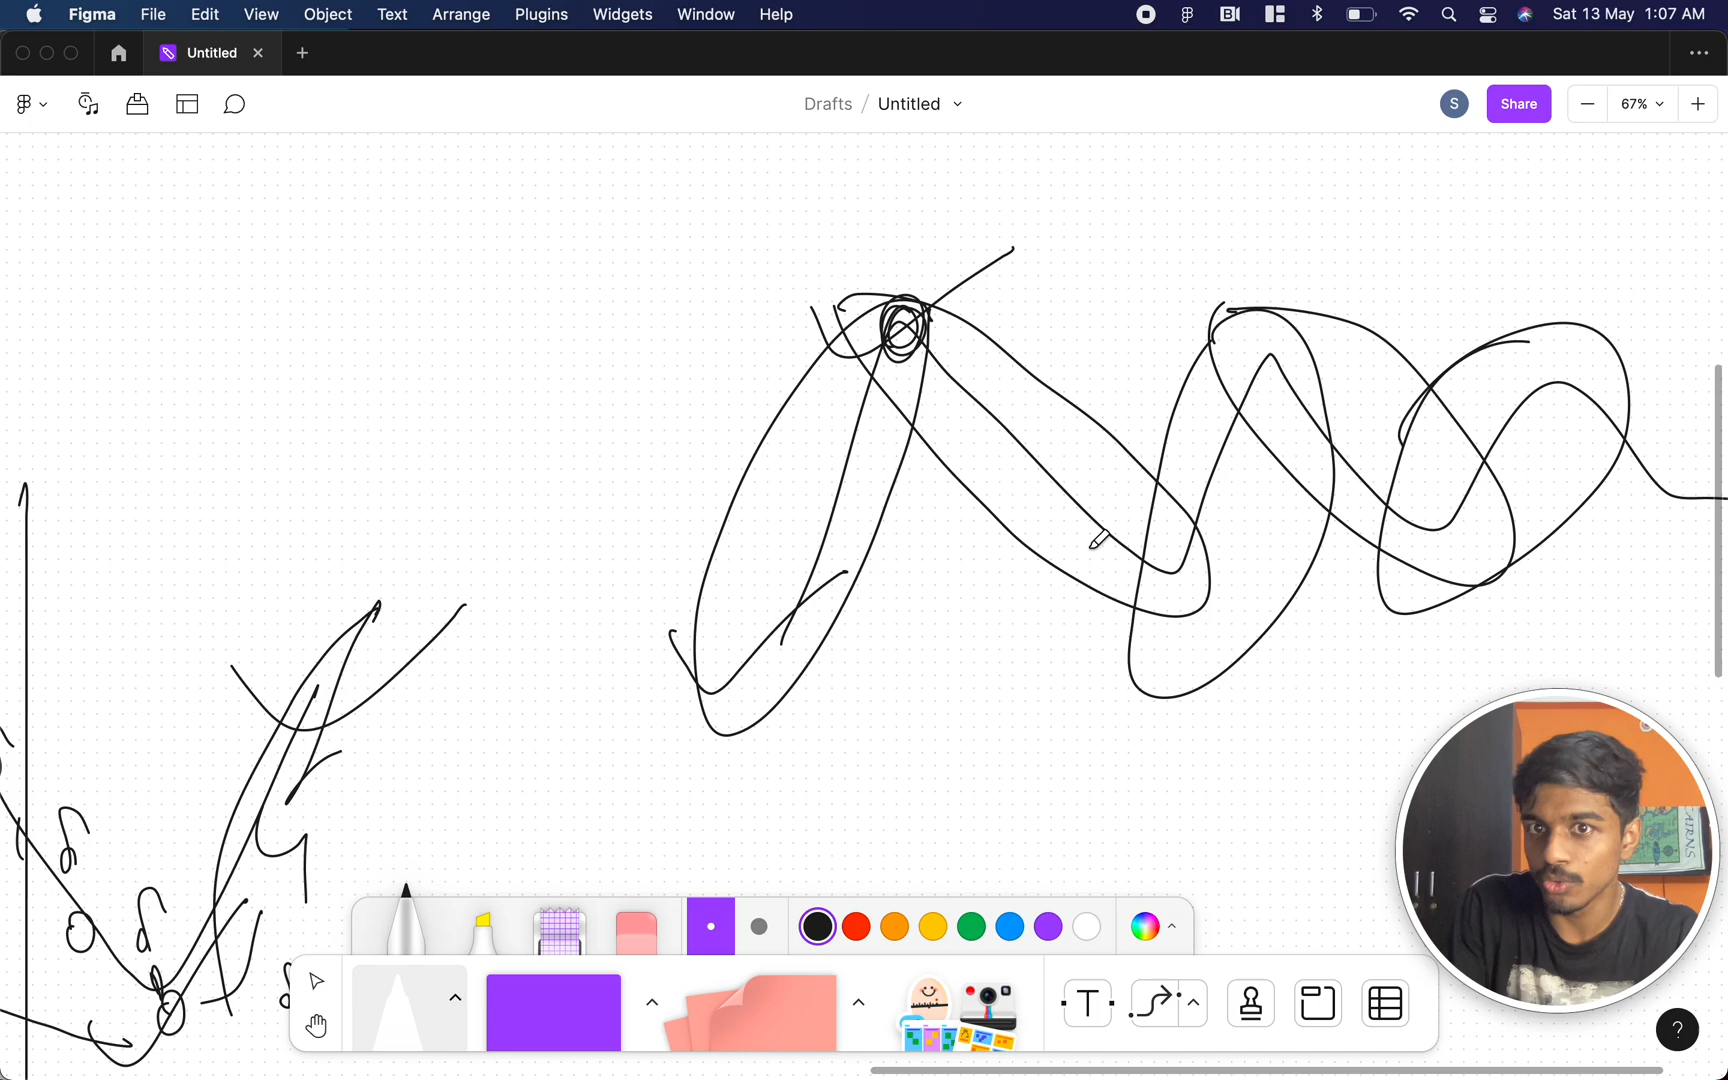 Figma File Edit View Object Text Arrange Plugins Widgets Window Help Sat 13 May 1:07 AM
Untitled
Drafts / Untitled S Share 67%
T
?